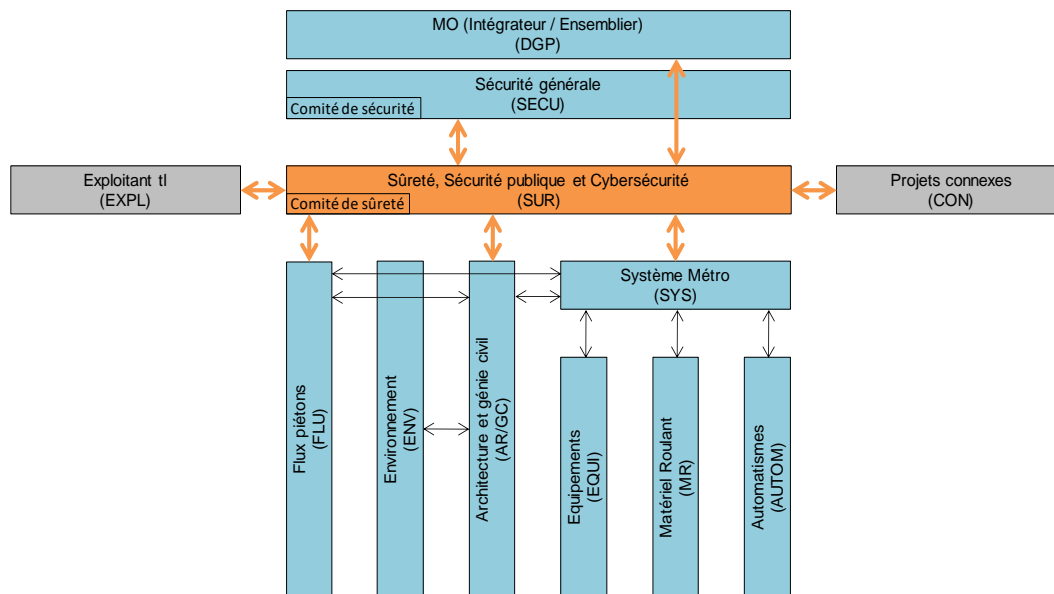 MO (Intégrateur / Ensemblier)
(DGP)
Sécurité générale
(SECU)
Comité de sécurité
Exploitant tl
(EXPL)
Sûreté, Sécurité publique et Cybersécurité
(SUR)
Comité de sûreté
Projets connexes
(CON)
Flux piétons
(FLU)
Environnement
(ENV)
Architecture et génie civil
(AR/GC)
Système Métro
(SYS)
Equipements
(EQUI)
Matériel Roulant
(MR)
Automatismes
(AUTOM)